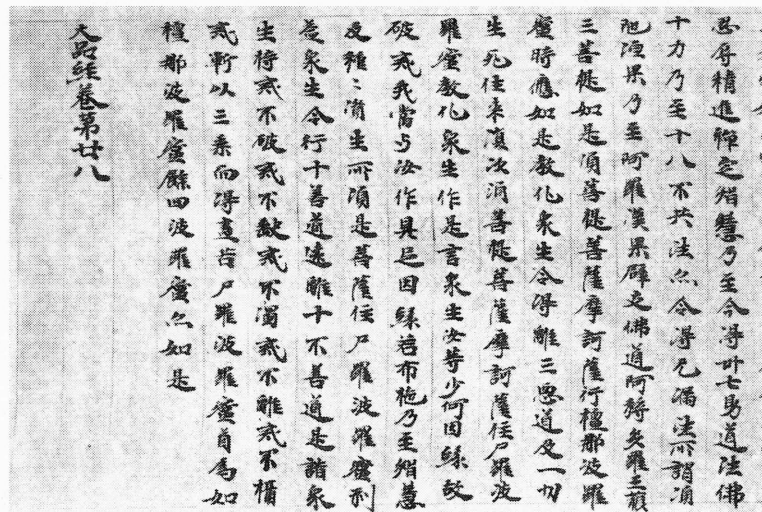 忍辱精進禪定智慧乃至令得卅七助道法佛
十力乃至十八不共法亦令得无漏法所謂須
陁洹果乃至阿羅漢果辟支佛道阿耨多羅三藐
三菩提如是須菩提菩薩摩訶薩行檀那波羅
蜜時應如是教化眾生令得離三惡道及一切
生死往來復次須菩提菩薩摩訶薩住尸羅波
羅蜜教化眾生作是言眾生汝等少何因緣故
破戒我當与汝作具足因緣若布施乃至智慧
及種〻資生所須是菩薩住尸羅波羅蜜利
益眾生令行十善道遠離十不善道是諸眾
生持戒不破戒不缺戒不濁戒不雜戒不楯
戒漸以三乘而得盡苦尸羅波羅蜜首為如
檀那波羅蜜餘四波羅蜜亦如是
大品經卷第廿八